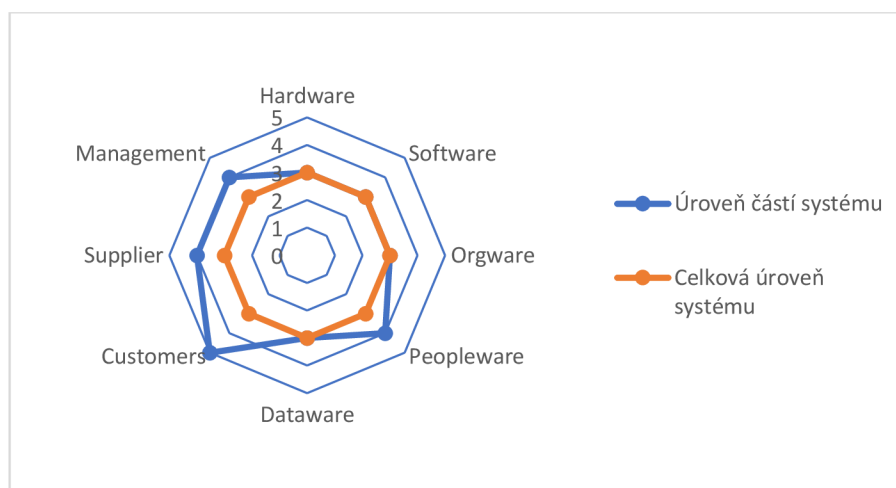 Hardware
5
4
3
2
1
0
Software
Orgware
Peopleware
Dataware
Customers
Supplier
Management
Úroveň částí systému
Celková úroveň
systému